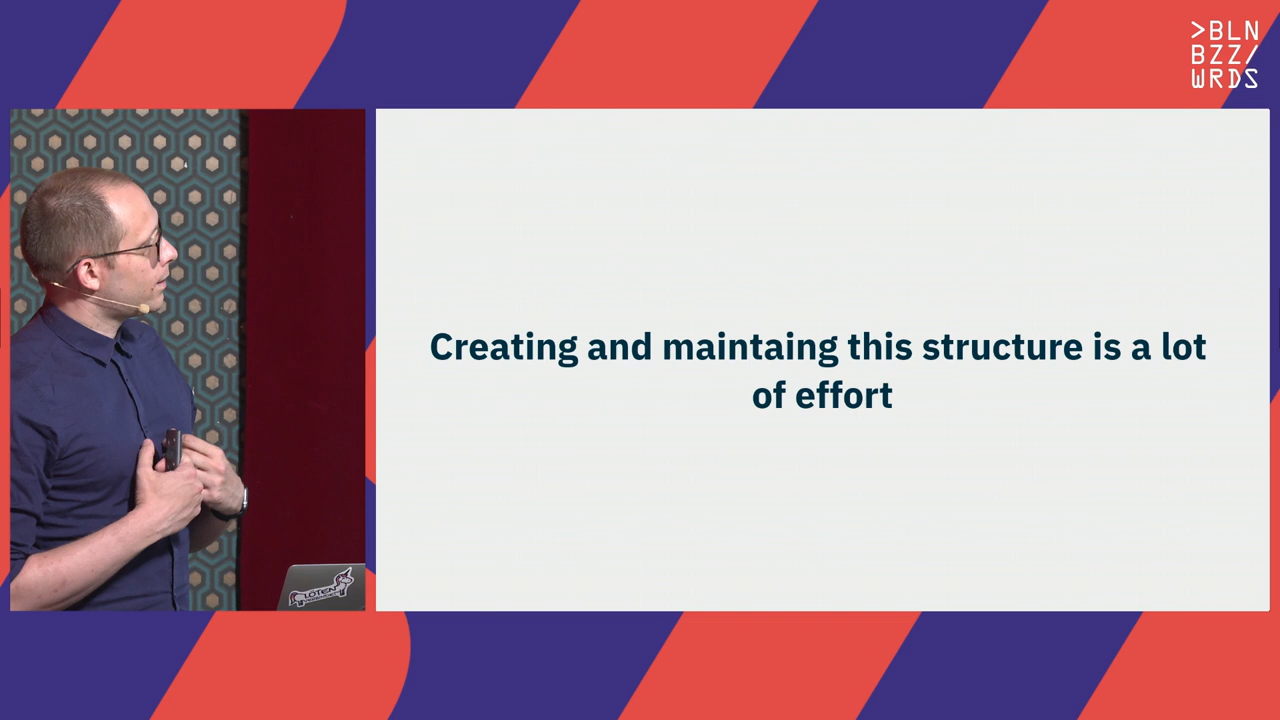 >BLN
BZZ/
WRDS
Creating and maintaing this structure is a lot
of effort